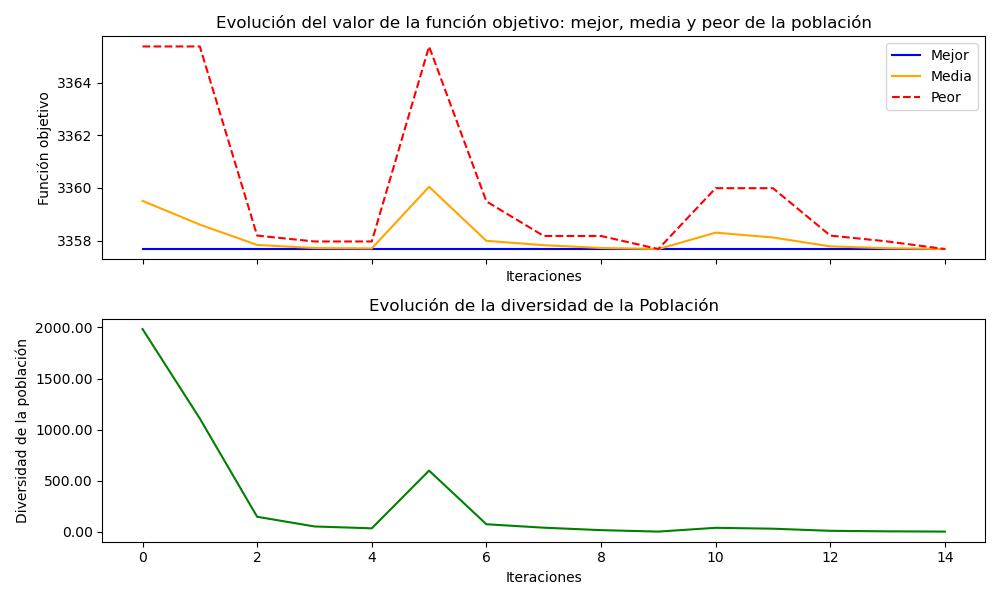 Evolución del valor de la función objetivo: mejor, media y peor de la población
Función objetivo
3364
3362
3360
3358
Mejor
Media
Peor
Iteraciones
Evolución de la diversidad de la Población
Diversidad de la población
2000.00
1500.00
1000.00
500.00
0.00
0 2 4 6 8 10 12 14
Iteraciones